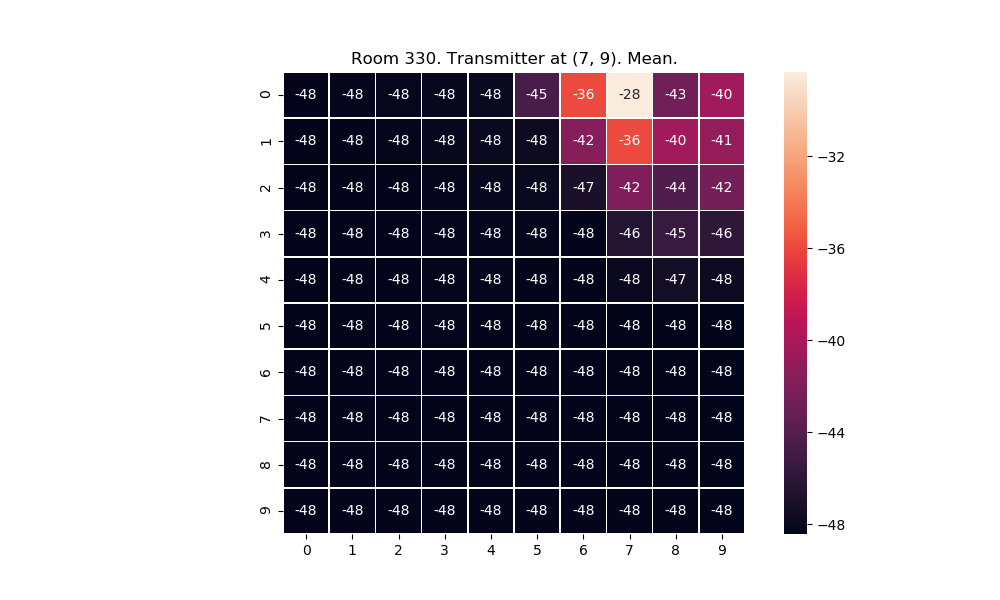 Room 330. Transmitter at (7, 9). Mean.
0 -48 -48 -48 -48 -48 -45 -36 -28 -43 -40
1 -48 -48 -48 -48 -48 -48 -42 -36 -40 -41
2 -48 -48 -48 -48 -48 -48 -47 -42 -44 -42
3 -48 -48 -48 -48 -48 -48 -48 -46 -45 -46
4 -48 -48 -48 -48 -48 -48 -48 -48 -47 -48
5 -48 -48 -48 -48 -48 -48 -48 -48 -48 -48
6 -48 -48 -48 -48 -48 -48 -48 -48 -48 -48
7 -48 -48 -48 -48 -48 -48 -48 -48 -48 -48
8 -48 -48 -48 -48 -48 -48 -48 -48 -48 -48
9 -48 -48 -48 -48 -48 -48 -48 -48 -48 -48
0 1 2 3 4 5 6 7 8 9
−32
−36
−40
−44
−48